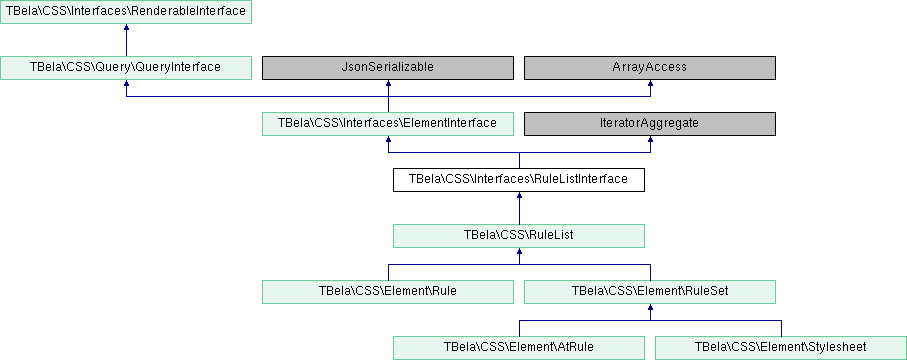 TBela\CSS\Interfaces\RenderableInterface
TBela\CSS\Query\QueryInterface
JsonSerializable
ArrayAccess
TBela\CSS\Interfaces\ElementInterface
IteratorAggregate
TBela\CSS\Interfaces\RuleListInterface
TBela\CSS\RuleList
TBela\CSS\Element\Rule
TBela\CSS\Element\RuleSet
TBela\CSS\Element\AtRule
TBela\CSS\Element\Stylesheet